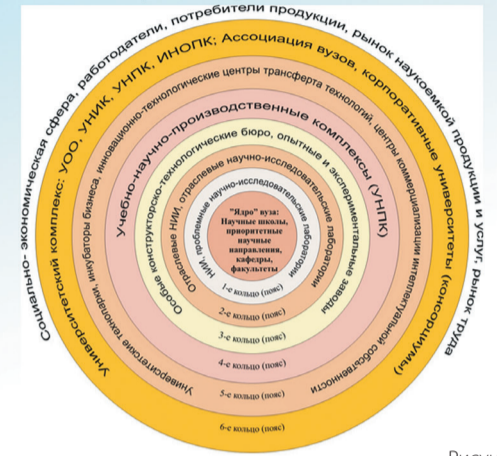 Социально- экономическая сфера, работодатели, потребители продукции, рынок наукоемкой продукции и услуг, рынок труда
Университетский комплекс: УОО, УНИК, УНПК, ИНОПК; Ассоциация вузов, корпоративные университеты (консорциумы)
Университетские технопарки, инкубаторы бизнеса, инновационно-технологические центры трансферта технологий, центры коммерциализации интеллектуальной собственности
Учебно-научно-производственные комплексы (УНПК)
Особые конструкторско-технологические бюро, опытные и экспериментальные заводы
Отраслевые НИИ, отраслевые научно-исследовательские лаборатории
НИИ, проблемные научно-исследовательские лаборатории
"Ядро" вуза:
Научные школы,
приоритетные
научные
направления,
кафедры,
факультеты
1-е кольцо (пояс)
2-е кольцо (пояс)
3-е кольцо (пояс)
4-е кольцо (пояс)
5-е кольцо (пояс)
6-е кольцо (пояс)